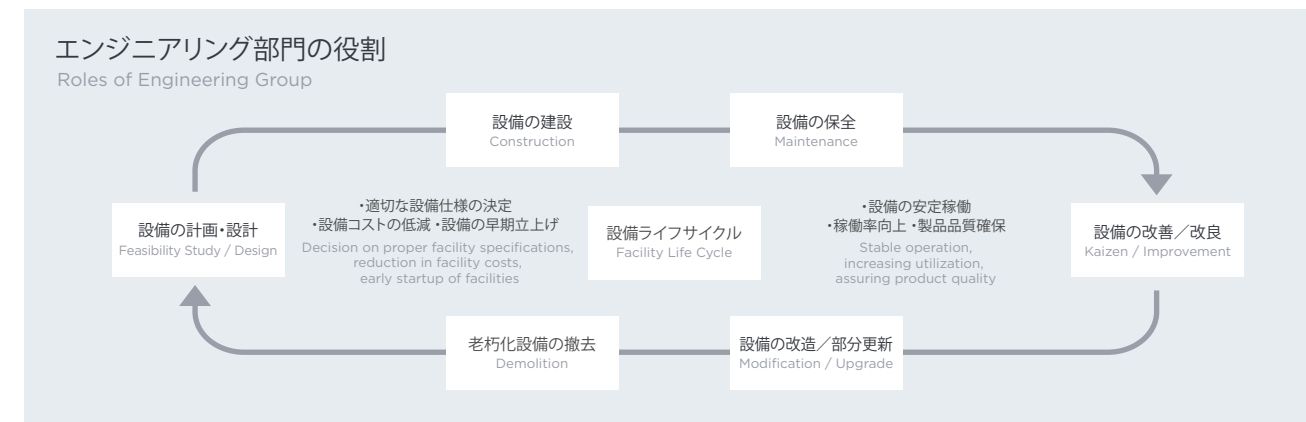 エンジニアリング部門の役割
Roles of Engineering Group
設備の建設
Construction
設備の保全
Maintenance
設備の計画・設計
Feasibility Study / Design
・適切な設備仕様の決定
・設備コストの低減・設備の早期立上げ
Decision on proper facility specifications,
reduction in facility costs,
early startup of facilities
設備ライフサイクル
Facility Life Cycle
・設備の安定稼働
・稼働率向上・製品品質確保
Stable operation,
increasing utilization,
assuring product quality
設備の改善／改良
Kaizen / Improvement
老朽化設備の撤去
Demolition
設備の改造／部分更新
Modification / Upgrade